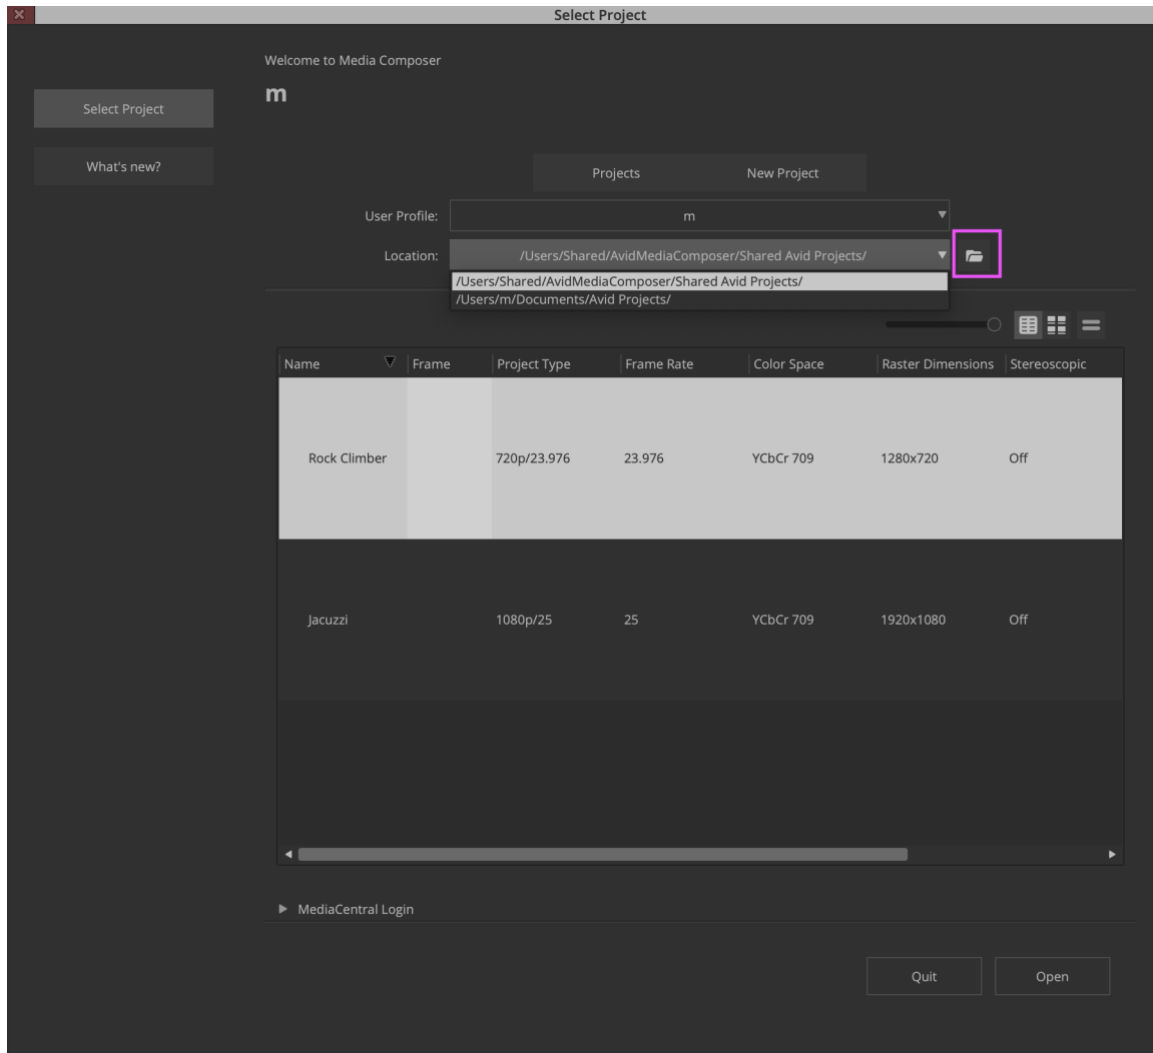 Select Project
Welcome to Media Composer
m
Select Project
What's new?
Projects New Project
User Profile: m
Location: /Users/Shared/AvidMediaComposer/Shared Avid Projects/
/Users/Shared/AvidMediaComposer/Shared Avid Projects/
/Users/m/Documents/Avid Projects/
Name Frame Project Type Frame Rate Color Space Raster Dimensions Stereoscopic
Rock Climber 720p/23.976 23.976 YCbCr 709 1280x720 Off
Jacuzzi 1080p/25 25 YCbCr 709 1920x1080 Off
MediaCentral Login
Quit Open